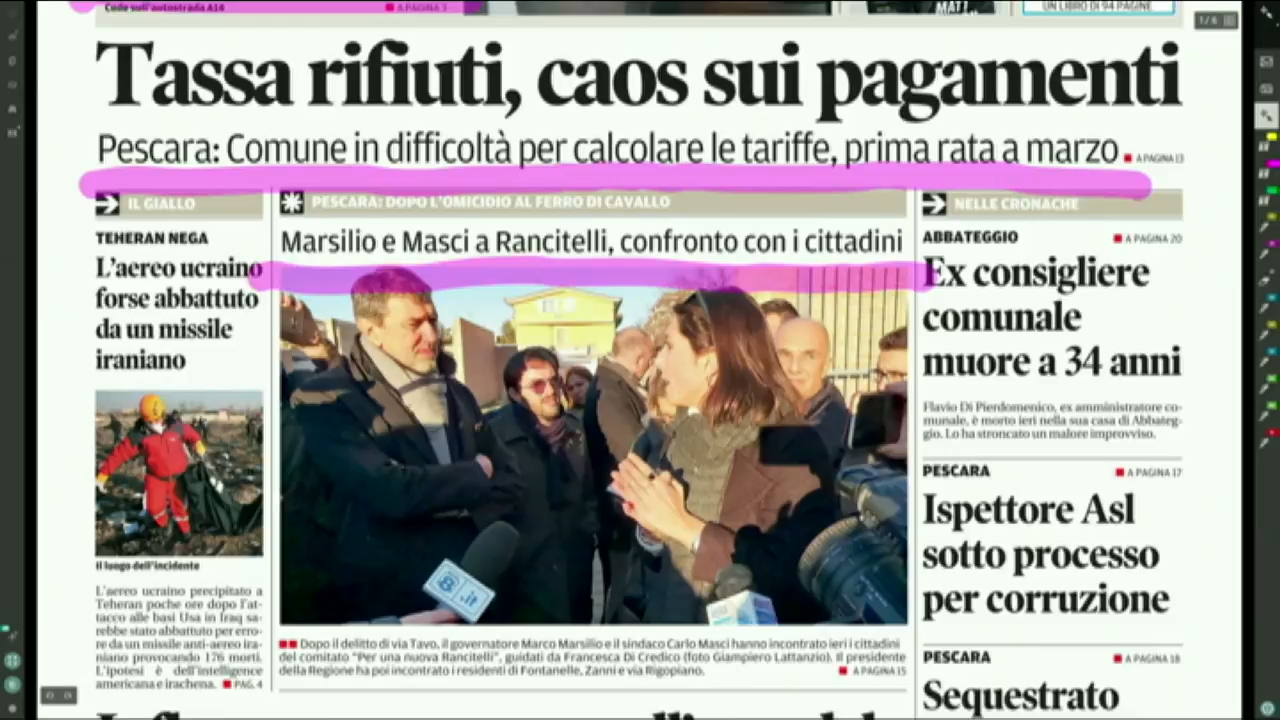 Code sull'autostrada A14
A PAGINA 3
MATT
UN LIBRO DI 94 PAGINE
1 / 6
Tassa rifiuti, caos sui pagamenti
Pescara: Comune in difficoltà per calcolare le tariffe, prima rata a marzo
A PAGINA 13
IL GIALLO
TEHERAN NEGA
L'aereo ucraino
forse abbattuto
da un missile
iraniano
Il luogo dell'incidente
L'aereo ucraino precipitato a
Teheran poche ore dopo l'at-
tacco alle basi Usa in Iraq sa-
rebbe stato abbattuto per erro-
re da un missile anti-aereo ira-
niano provocando 176 morti.
L'ipotesi è dell'intelligence
americana e irachena. PAG. 4
PESCARA: DOPO L'OMICIDIO AL FERRO DI CAVALLO
Marsilio e Masci a Rancitelli, confronto con i cittadini
8
.it
Dopo il delitto di via Tavo, il governatore Marco Marsilio e il sindaco Carlo Masci hanno incontrato ieri i cittadini
del comitato "Per una nuova Rancitelli", guidati da Francesca Di Credico (foto Giampiero Lattanzio). Il presidente
della Regione ha poi incontrato i residenti di Fontanelle, Zanni e via Rigopiano.
A PAGINA 15
NELLE CRONACHE
ABBATEGGIO
A PAGINA 20
Ex consigliere
comunale
muore a 34 anni
Flavio Di Pierdomenico, ex amministratore co-
munale, è morto ieri nella sua casa di Abbateg-
gio. Lo ha stroncato un malore improvviso.
PESCARA
A PAGINA 17
Ispettore Asl
sotto processo
per corruzione
PESCARA
A PAGINA 18
Sequestrato